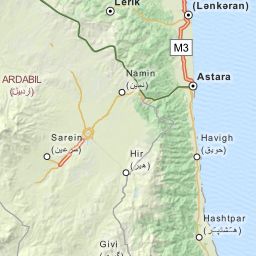 Lerik
(Lənkəran)
M3
Namin
(نمین)
Astara
ARDABIL
(اردبیل)
Sarein
(سرعین)
Havigh
(حویق)
Hir
(هیر)
Hashtpar
(هشتپر)
Givi